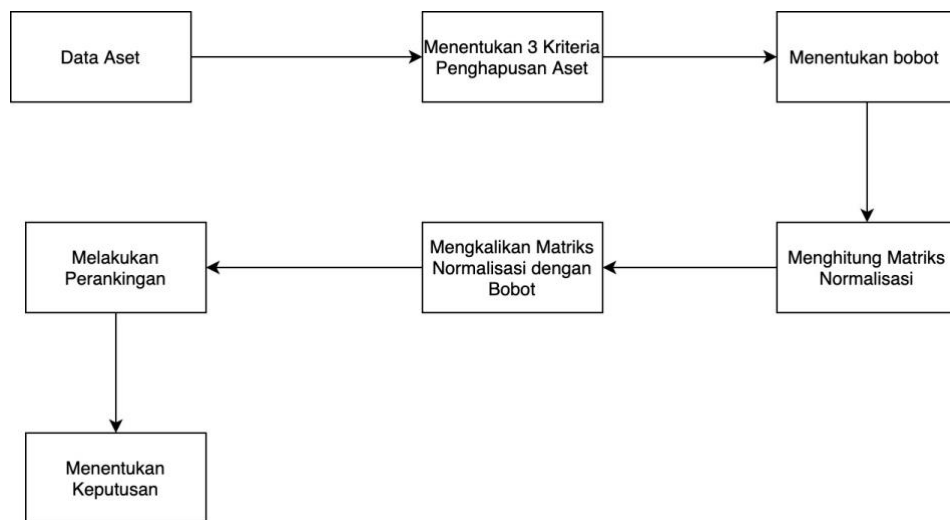 Data Aset
Menentukan 3 Kriteria
Penghapusan Aset
Menentukan bobot
Menghitung Matriks
Normalisasi
Mengkalikan Matriks
Normalisasi dengan
Bobot
Melakukan
Perankingan
Menentukan
Keputusan